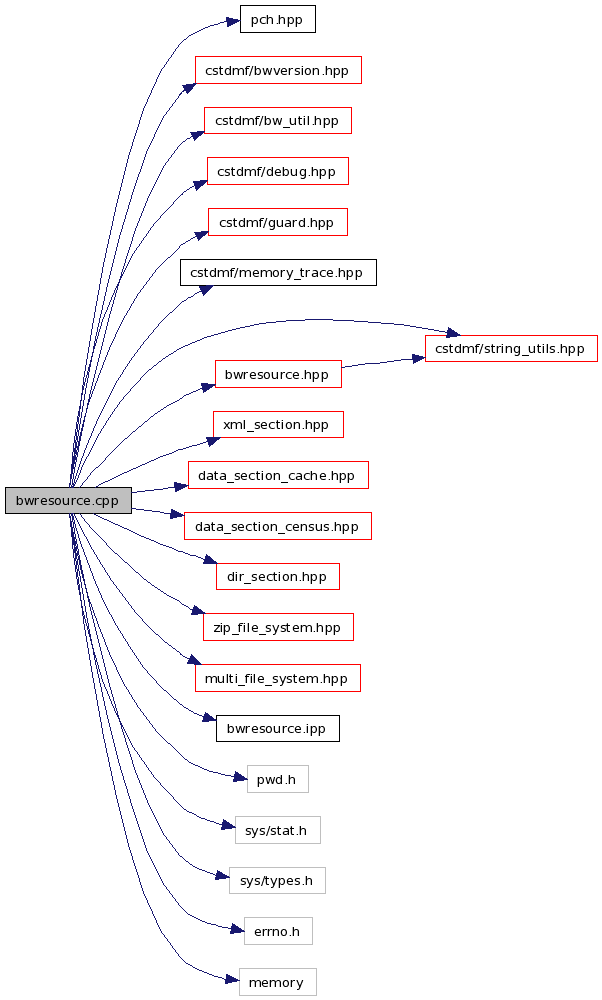 pch.hpp
cstdmf/bwversion.hpp
cstdmf/bw_util.hpp
cstdmf/debug.hpp
cstdmf/guard.hpp
cstdmf/memory_trace.hpp
cstdmf/string_utils.hpp
bwresource.hpp
xml_section.hpp
data_section_cache.hpp
bwresource.cpp
data_section_census.hpp
dir_section.hpp
zip_file_system.hpp
multi_file_system.hpp
bwresource.ipp
pwd.h
sys/stat.h
sys/types.h
errno.h
memory